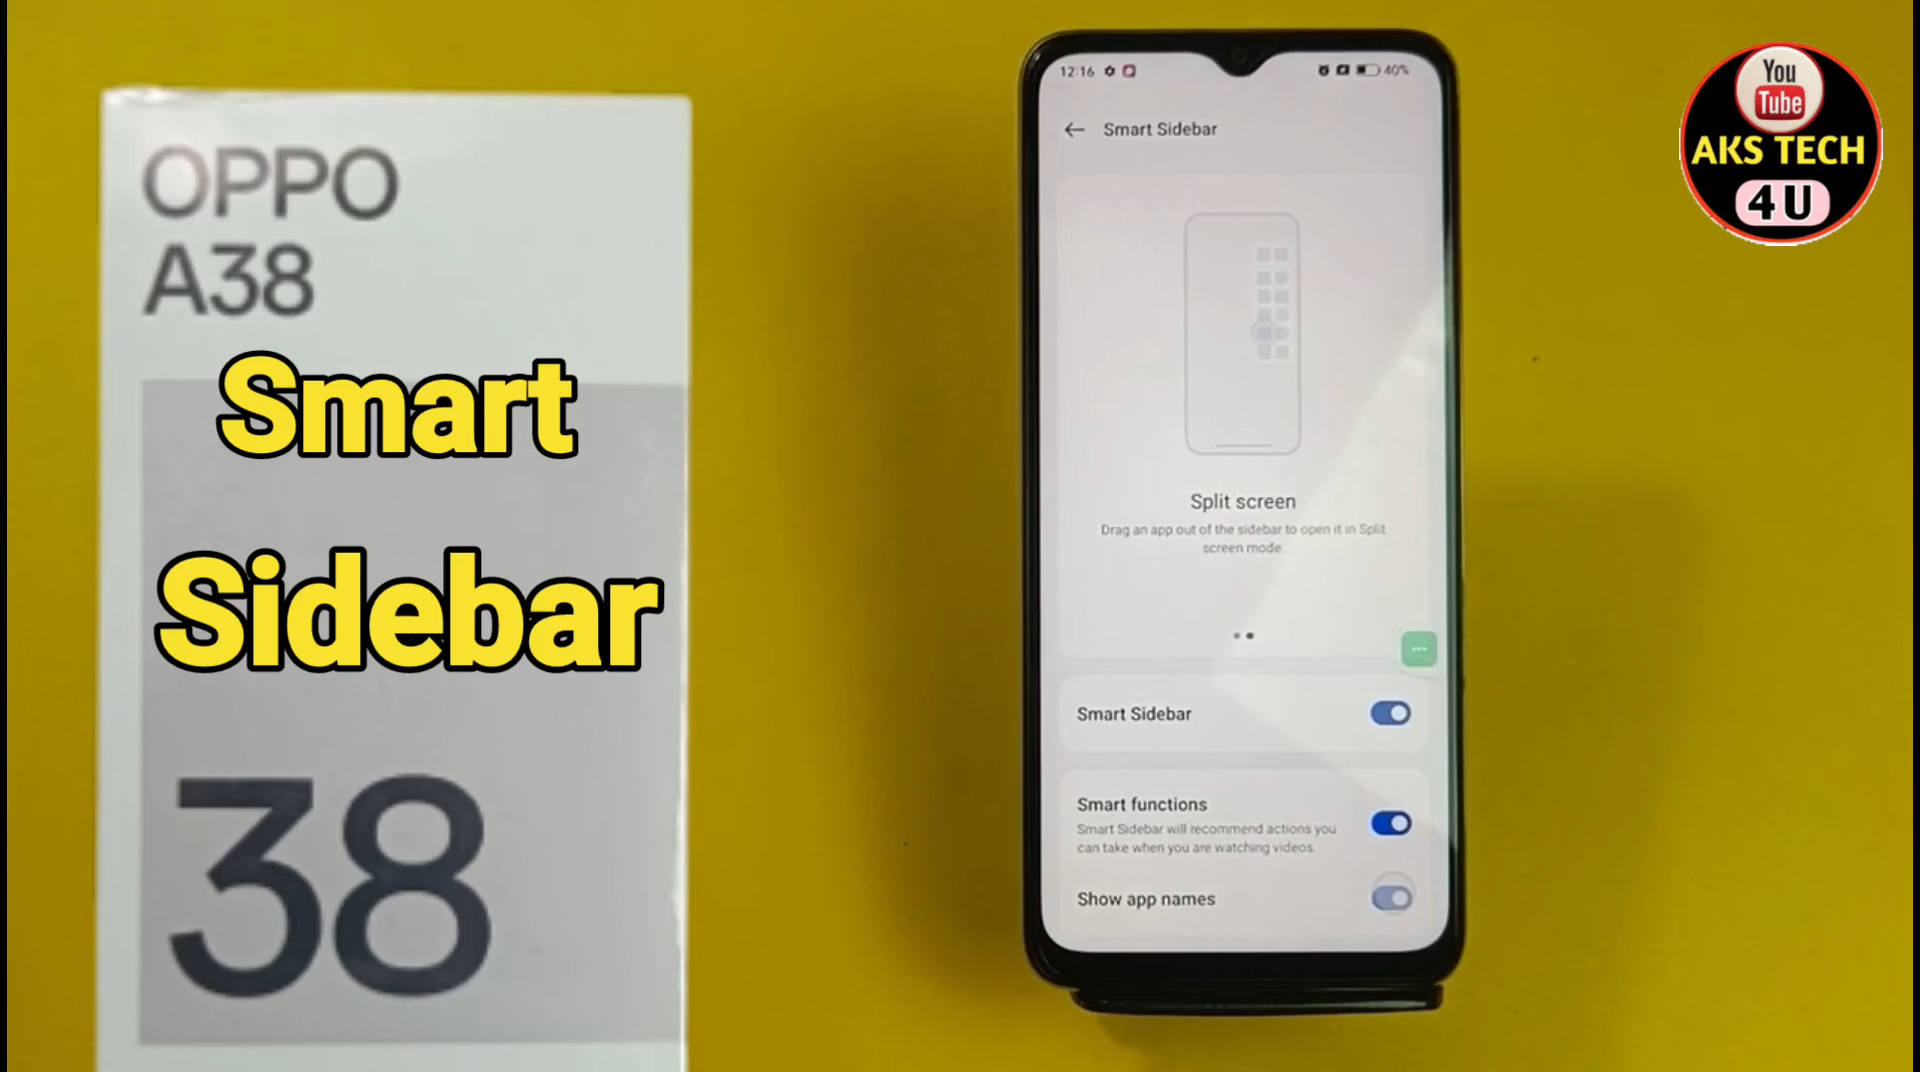 OPPO
A38
Smart
Sidebar
38
12:16
40%
Smart Sidebar
Split screen
Drag an app out of the sidebar to open it in Split
screen mode.
Smart Sidebar
Smart functions
Smart Sidebar will recommend actions you
can take when you are watching videos.
Show app names
You
Tube
AKS TECH
4U